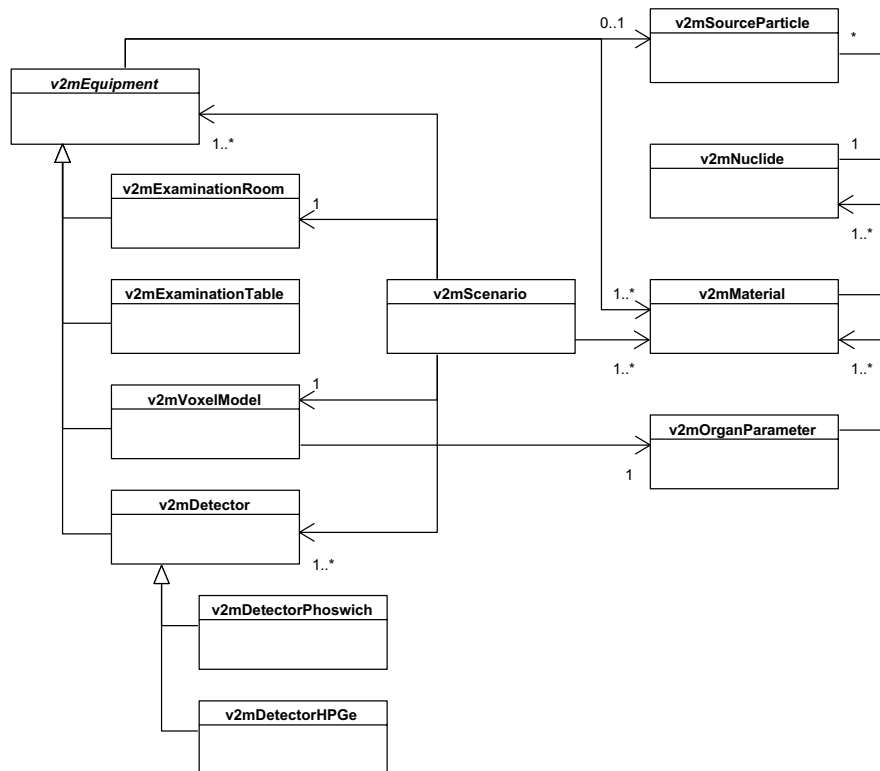 0..1
v2mSourceParticle
*
v2mEquipment
1..*
v2mNuclide
1
1..*
v2mExaminationRoom
1
v2mExaminationTable
v2mScenario
1..*
v2mMaterial
1..*
1..*
v2mVoxelModel
1
v2mOrganParameter
1
v2mDetector
1..*
v2mDetectorPhoswich
v2mDetectorHPGe